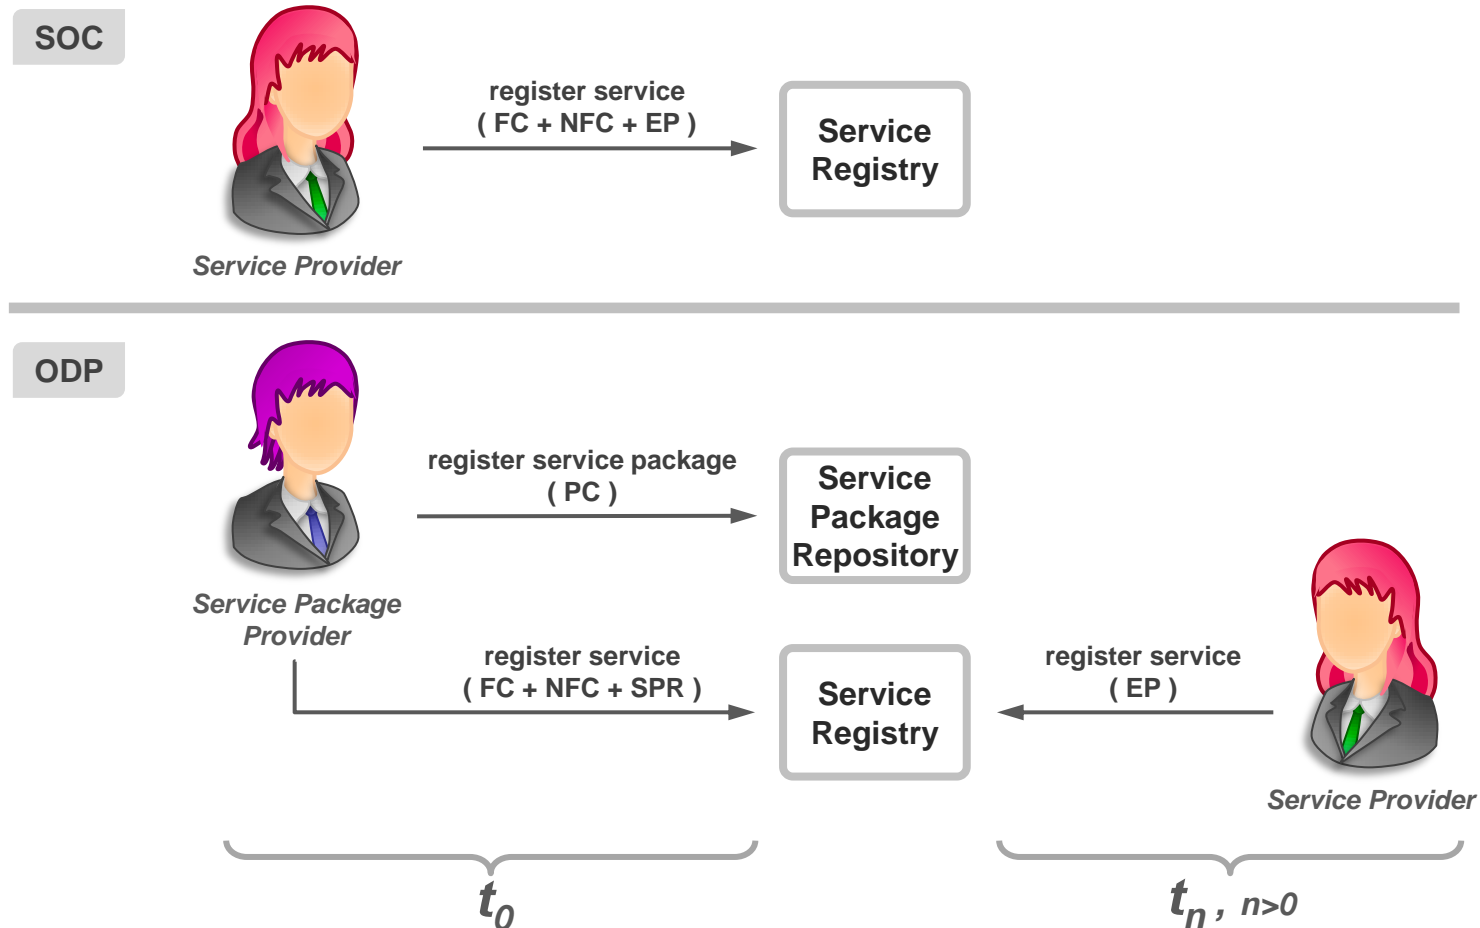 SOC
register service
( FC + NFC + EP )
Service
Registry
Service Provider
ODP
register service package
( PC )
Service
Package
Repository
Service Package
Provider
register service
( FC + NFC + SPR )
Service
Registry
register service
( EP )
Service Provider
t0
tn , n>0